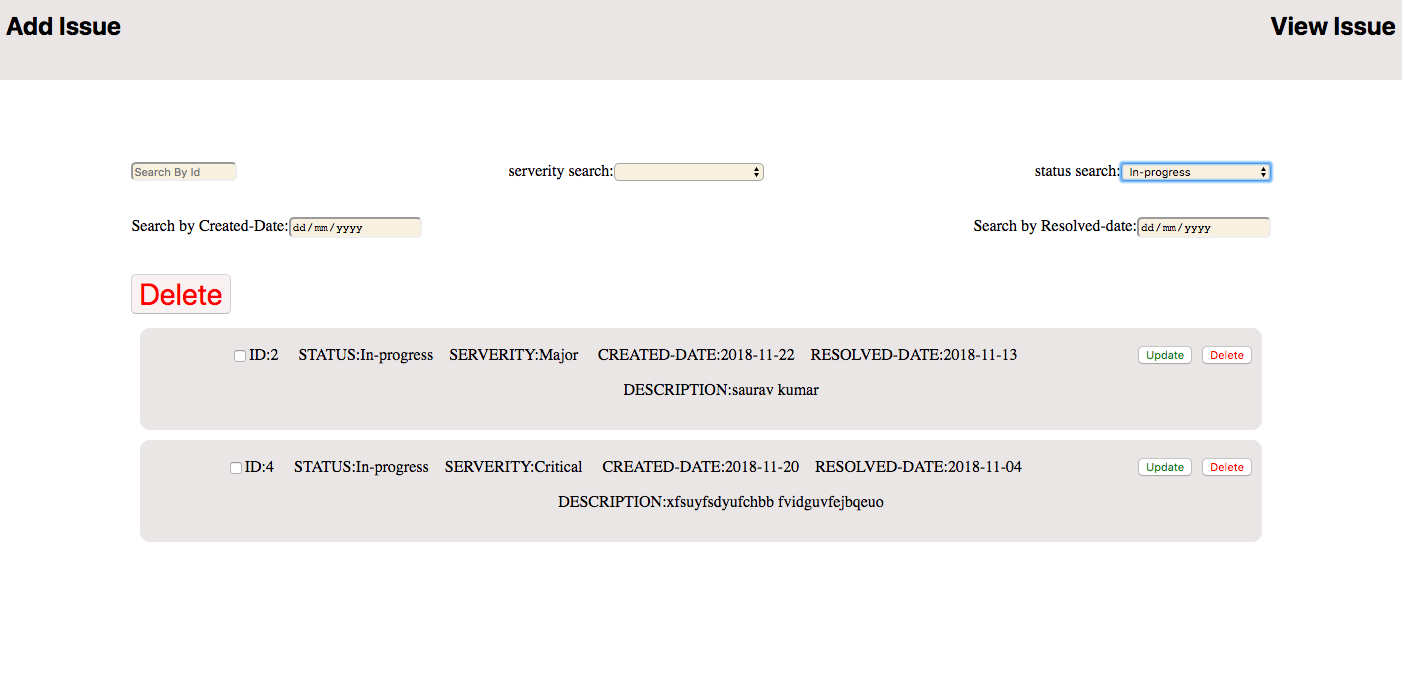 Add Issue View Issue
Search By Id serverity search: status search: In-progress
Search by Created-Date: dd/mm/yyyy Search by Resolved-date: dd/mm/yyyy
Delete
ID:2 STATUS:In-progress SERVERITY:Major CREATED-DATE:2018-11-22 RESOLVED-DATE:2018-11-13 Update Delete
DESCRIPTION:saurav kumar
ID:4 STATUS:In-progress SERVERITY:Critical CREATED-DATE:2018-11-20 RESOLVED-DATE:2018-11-04 Update Delete
DESCRIPTION:xfsuyfsdyufchbb fvidguvfejbqeuo